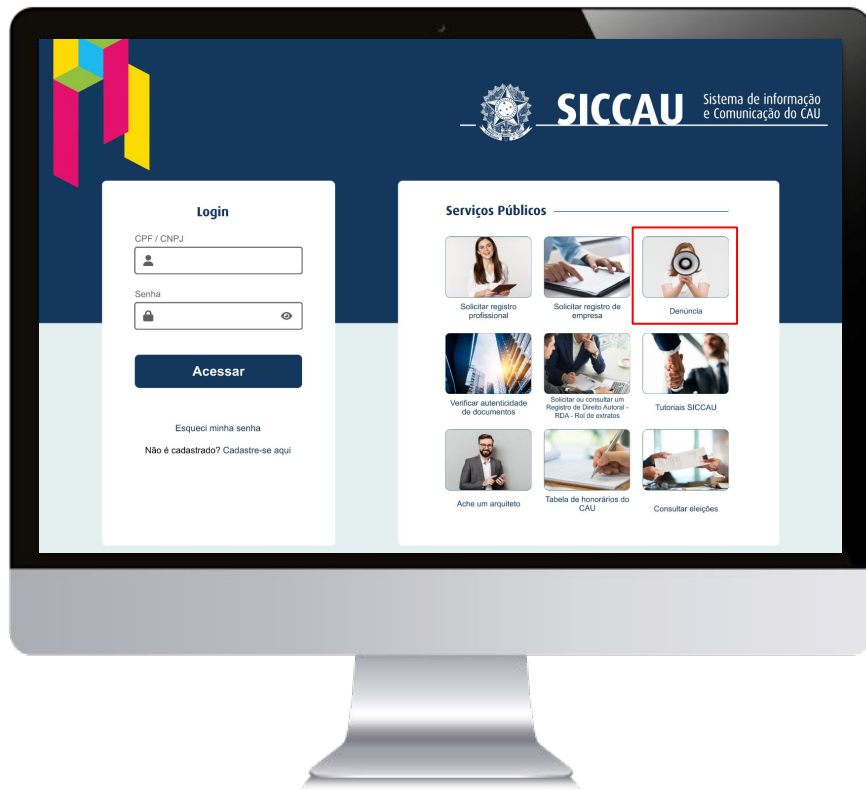 SICCAU
Sistema de informação
e Comunicação do CAU
Login
CPF / CNPJ
Senha
Acessar
Esqueci minha senha
Não é cadastrado? Cadastre-se aqui
Serviços Públicos
Solicitar registro
profissional
Solicitar registro de
empresa
Denúncia
Verificar autenticidade
de documentos
Solicitar ou consultar um
Registro de Direito Autoral -
RDA - Rol de extratos
Tutoriais SICCAU
Ache um arquiteto
Tabela de honorários do
CAU
Consultar eleições